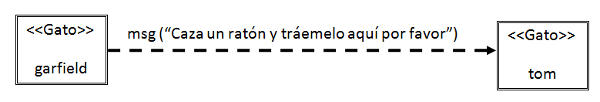 <<Gato>>
garfield
msg (“Caza un ratón y tráemelo aquí por favor”)
<<Gato>>
tom